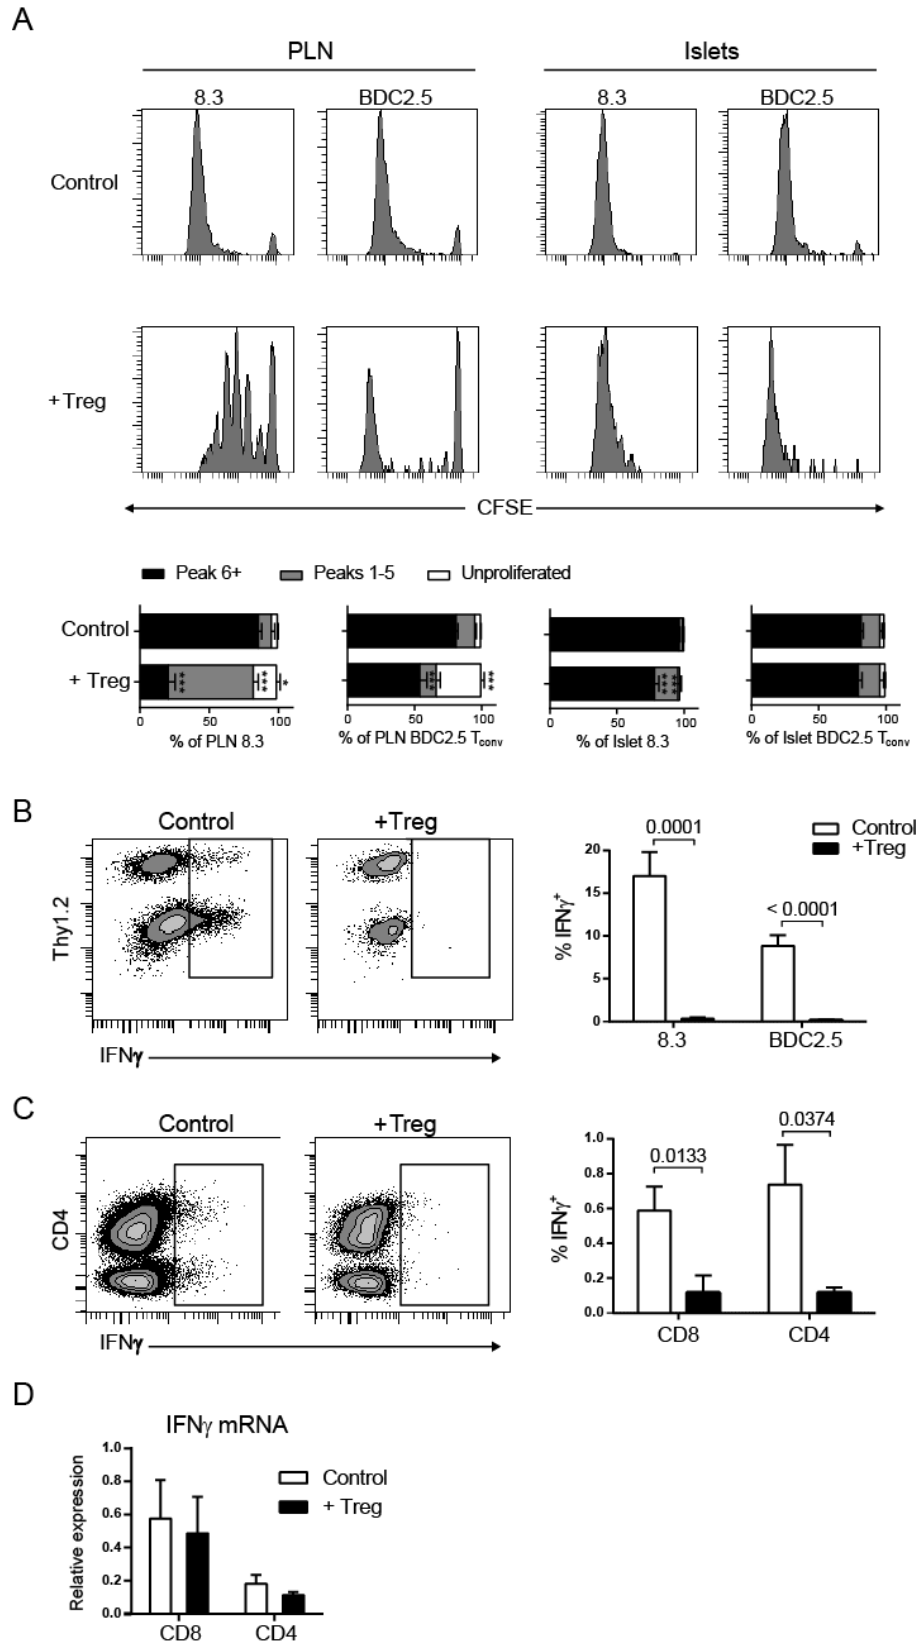 A
PLN
Islets
8.3
BDC2.5
8.3
BDC2.5
Control
+Treg
CFSE
Peak 6+
Peaks 1-5
Unproliferated
Control
+ Treg
***
***
*
***
***
***
***
0
50
100
0
50
100
0
50
100
0
50
100
% of PLN 8.3
% of PLN BDC2.5 Tconv
% of Islet 8.3
% of Islet BDC2.5 Tconv
B
Control
+Treg
Thy1.2
IFNγ
0.0001
< 0.0001
Control
+Treg
% IFNγ+
20
15
10
5
0
8.3
BDC2.5
C
Control
+Treg
CD4
IFNγ
0.0133
0.0374
% IFNγ+
1.0
0.8
0.6
0.4
0.2
0.0
CD8
CD4
D
IFNγ mRNA
Relative expression
1.0
0.8
0.6
0.4
0.2
0.0
Control
+ Treg
CD8
CD4